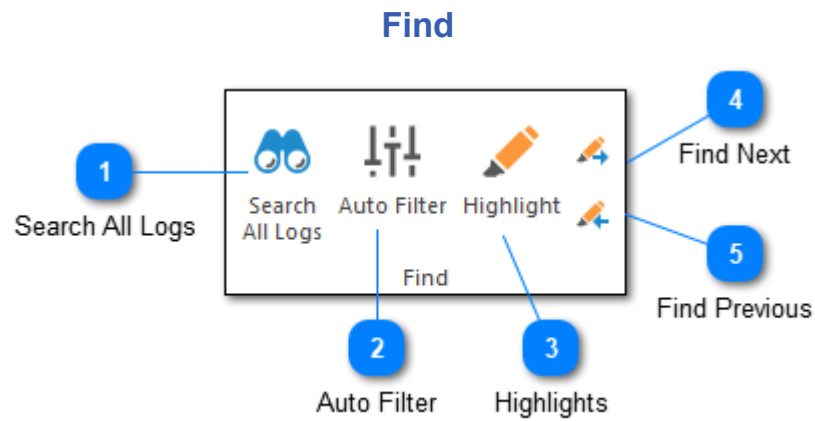 Find
4
Find Next
1
Search All Logs
Search
All Logs
Auto Filter
Highlight
5
Find Previous
Find
2
Auto Filter
3
Highlights